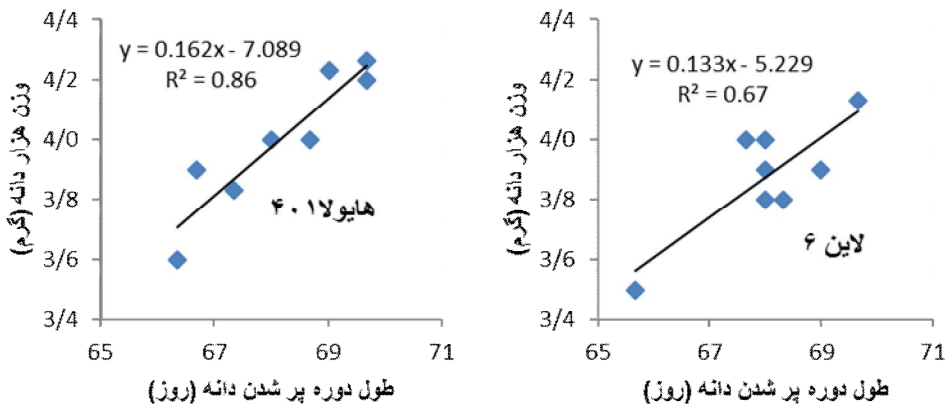 4/4
4/2
4/0
3/8
3/6
3/4
وزن هزار دانه (گرم)
y = 0.162x - 7.089
R² = 0.86
هایولا۴۰۱
65
67
69
71
طول دوره پر شدن دانه (روز)
4/4
4/2
4/0
3/8
3/6
3/4
وزن هزار دانه (گرم)
y = 0.133x - 5.229
R² = 0.67
لاین ۶
65
67
69
71
طول دوره پر شدن دانه (روز)